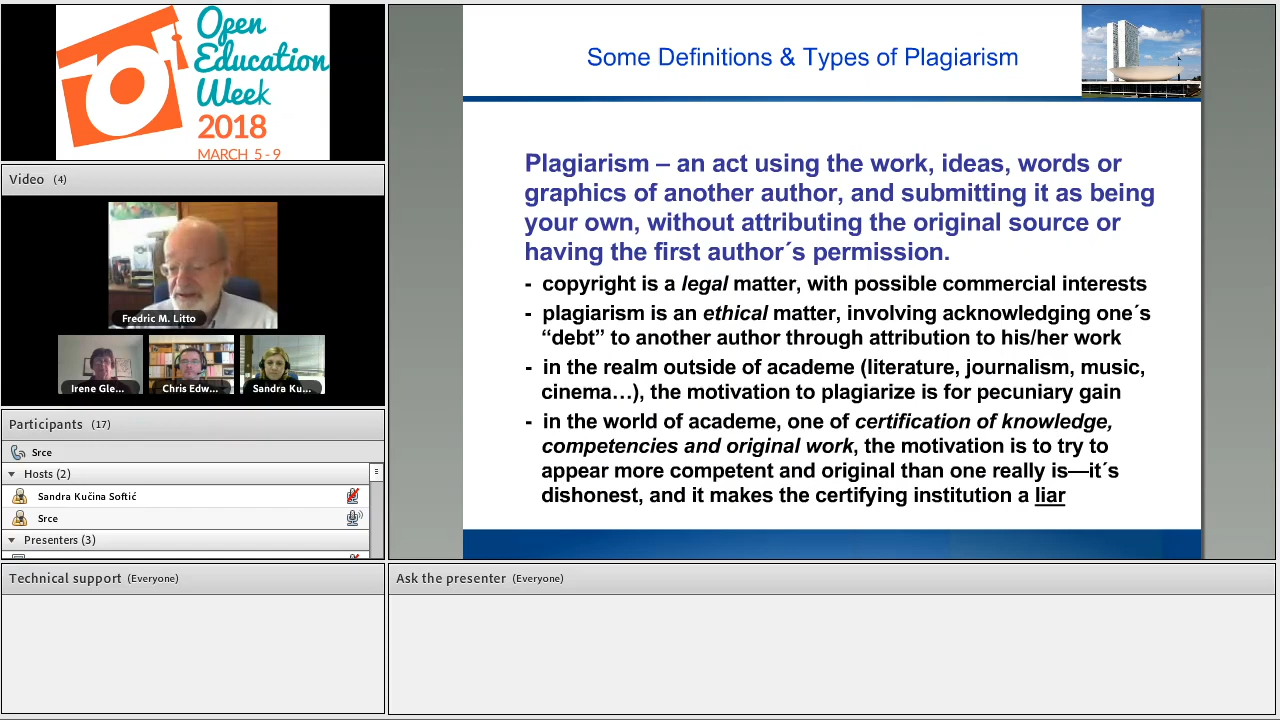 Open
Education
Week
2018
MARCH 5 - 9
Video (4)
Fredric M. Litto
Irene Gle...
Chris Edw...
Sandra Ku...
Participants (17)
Srce
Hosts (2)
Sandra Kučina Softić
Srce
Presenters (3)
Technical support (Everyone)
Some Definitions & Types of Plagiarism
Plagiarism – an act using the work, ideas, words or
graphics of another author, and submitting it as being
your own, without attributing the original source or
having the first author´s permission.
- copyright is a legal matter, with possible commercial interests
- plagiarism is an ethical matter, involving acknowledging one´s
“debt” to another author through attribution to his/her work
- in the realm outside of academe (literature, journalism, music,
cinema…), the motivation to plagiarize is for pecuniary gain
- in the world of academe, one of certification of knowledge,
competencies and original work, the motivation is to try to
appear more competent and original than one really is—it´s
dishonest, and it makes the certifying institution a liar
Ask the presenter (Everyone)